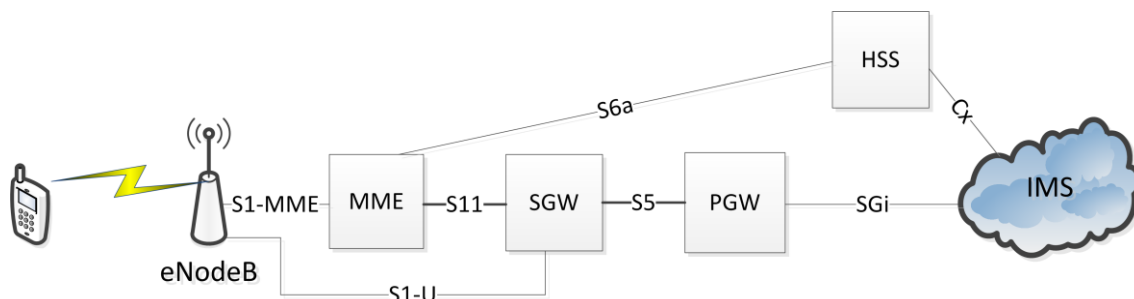 HSS
S6a
Cx
S1-MME
MME
S11
SGW
S5
PGW
SGi
IMS
eNodeB
S1-U